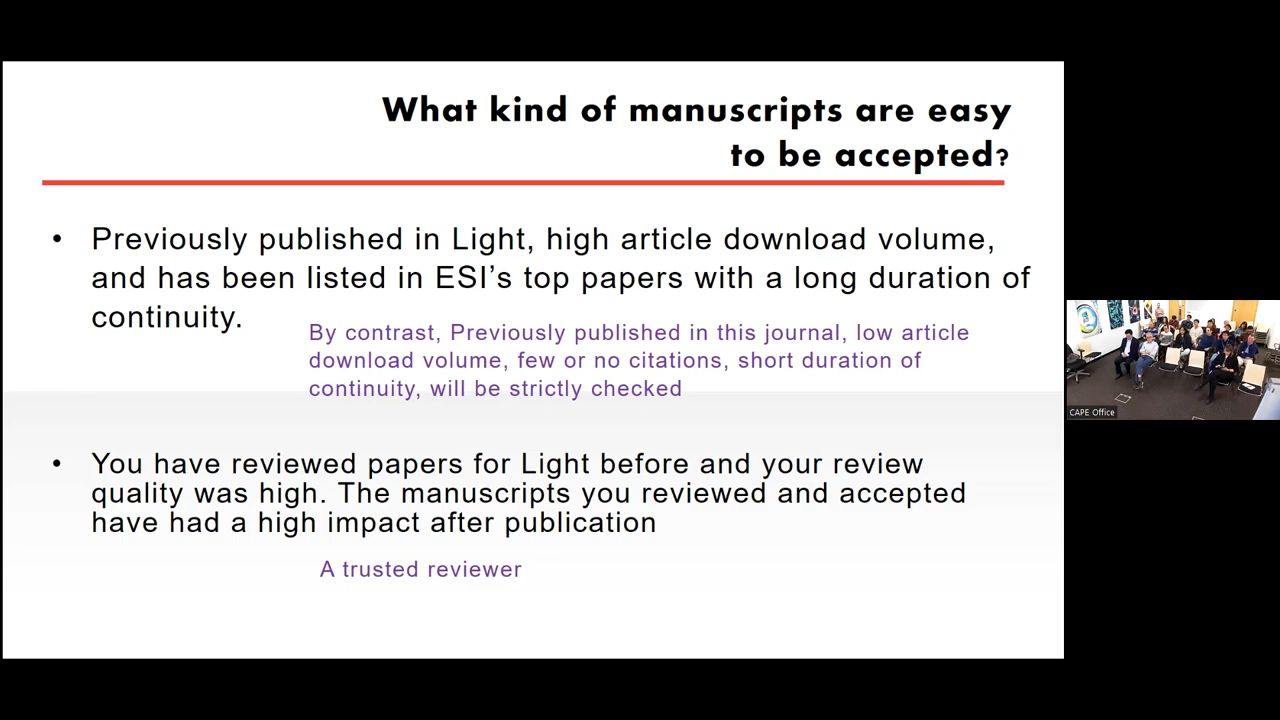 What kind of manuscripts are easy
to be accepted?
• Previously published in Light, high article download volume,
and has been listed in ESI’s top papers with a long duration of
continuity.
By contrast, Previously published in this journal, low article
download volume, few or no citations, short duration of
continuity, will be strictly checked
• You have reviewed papers for Light before and your review
quality was high. The manuscripts you reviewed and accepted
have had a high impact after publication
A trusted reviewer
CAPE Office